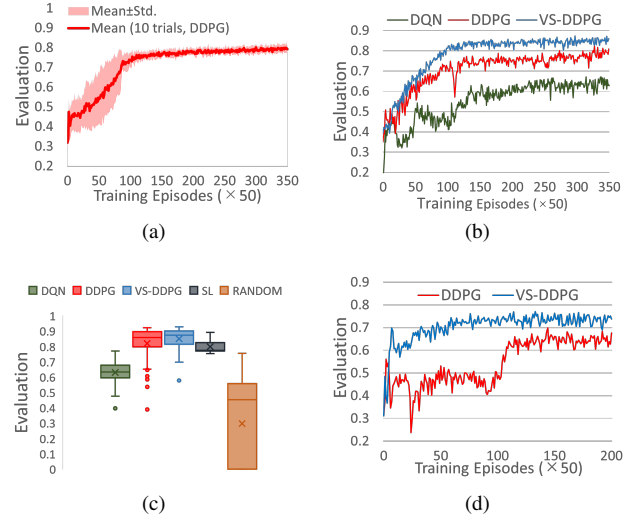 Mean±Std.
Mean (10 trials, DDPG)
Evaluation
1
0.9
0.8
0.7
0.6
0.5
0.4
0.3
0.2
0 50 100 150 200 250 300 350
Training Episodes (×50)
(a)
DQN DDPG VS-DDPG
Evaluation
0.9
0.8
0.7
0.6
0.5
0.4
0.3
0.2
0 50 100 150 200 250 300 350
Training Episodes (×50)
(b)
DQN DDPG VS-DDPG SL RANDOM
Evaluation
1
0.9
0.8
0.7
0.6
0.5
0.4
0.3
0.2
0.1
0
(c)
DDPG VS-DDPG
Evaluation
0.9
0.8
0.7
0.6
0.5
0.4
0.3
0.2
0 50 100 150 200
Training Episodes (×50)
(d)